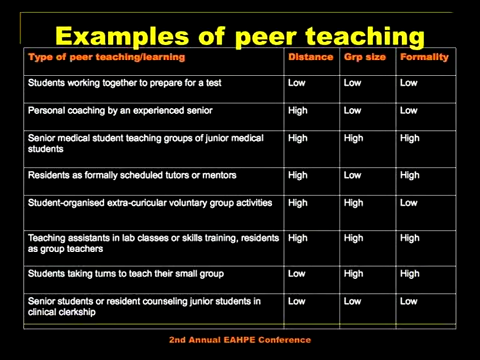 Examples of peer teaching
Type of peer teaching/learning Distance Grp size Formality
Students working together to prepare for a test Low Low Low
Personal coaching by an experienced senior High Low Low
Senior medical student teaching groups of junior medical High High High
students
Residents as formally scheduled tutors or mentors High Low High
Student-organised extra-curicular voluntary group activities High High Low
Teaching assistants in lab classes or skills training, residents High High High
as group teachers
Students taking turns to teach their small group Low High High
Senior students or resident counseling junior students in Low Low Low
clinical clerkship
2nd Annual EAHPE Conference